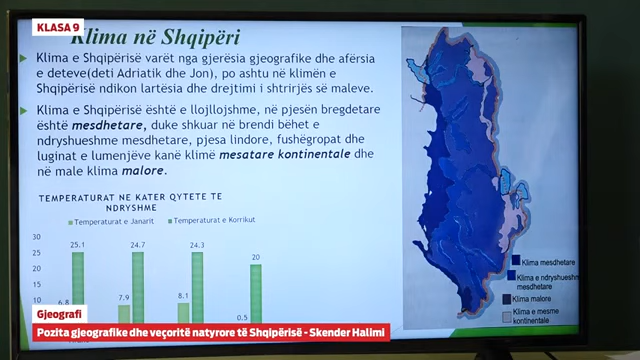 KLASA 9
Klima në Shqipëri
Klima e Shqipërisë varët nga gjerësia gjeografike dhe afërsia
e deteve(deti Adriatik dhe Jon), po ashtu në klimën e
Shqipërisë ndikon lartësia dhe drejtimi i shtrirjës së maleve.
Klima e Shqipërisë është e llojllojshme, në pjesën bregdetare
është mesdhetare, duke shkuar në brendi bëhet e
ndryshueshme mesdhetare, pjesa lindore, fushëgropat dhe
luginat e lumenjëve kanë klimë mesatare kontinentale dhe
në male klima malore.
TEMPERATURAT NE KATER QYTETE TE
NDRYSHME
Temperaturat e Janarit
Temperaturat e Korrikut
30
25
20
15
10
25.1
24.7
24.3
20
6.8
7.9
8.1
0.5
Klima mesdhetare
Klima e ndryshueshm
mesdhetare
Klima malore
Klima e mesme
kontinentale
Gjeografi
Pozita gjeografike dhe veçoritë natyrore të Shqipërisë - Skender Halimi